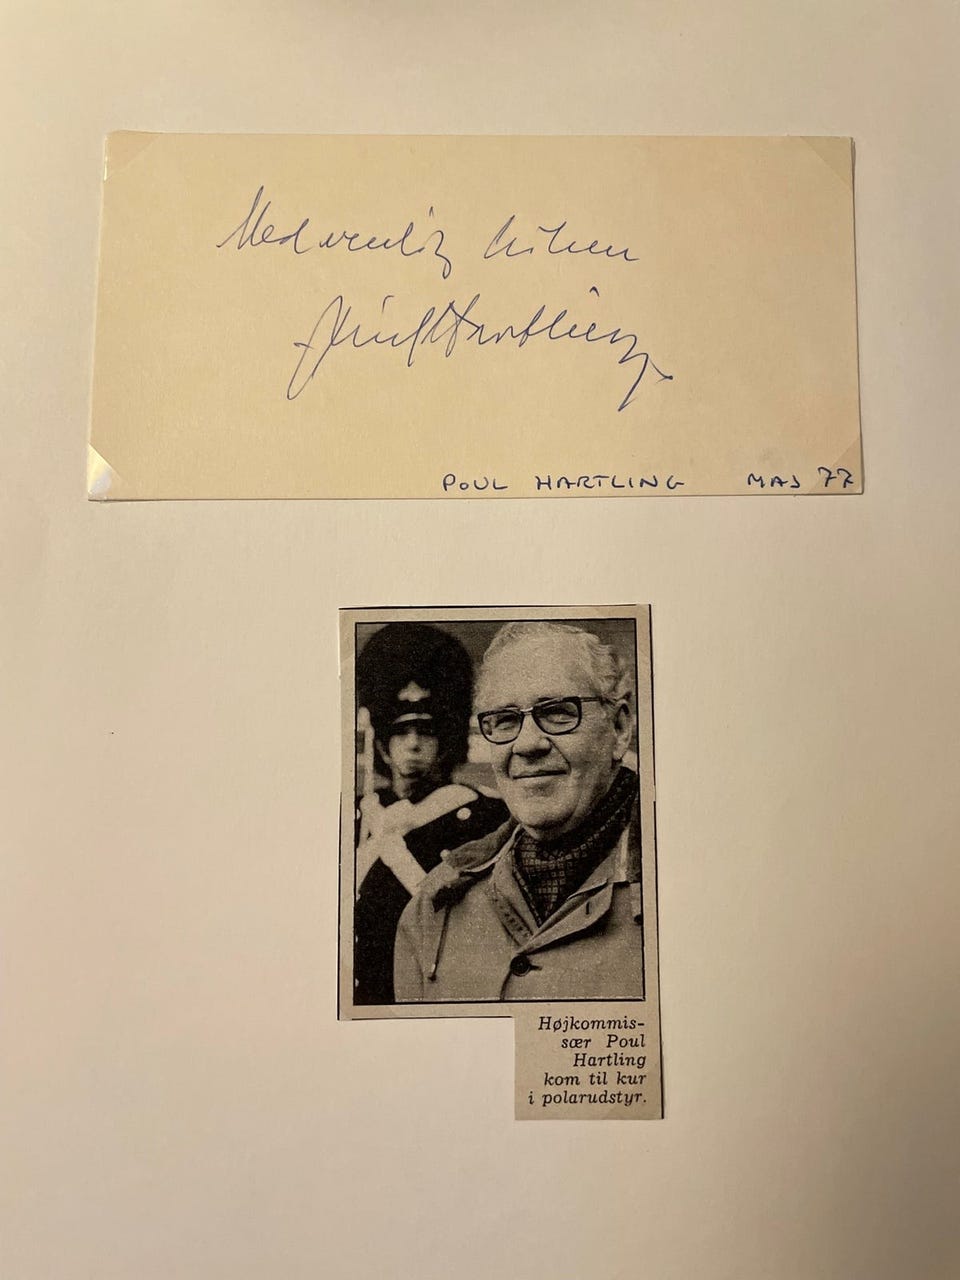 Med venlig hilsen
Poul Hartling
POUL HARTLING MAJ 77
Højkommis-
sær Poul
Hartling
kom til kur
i polarudstyr.